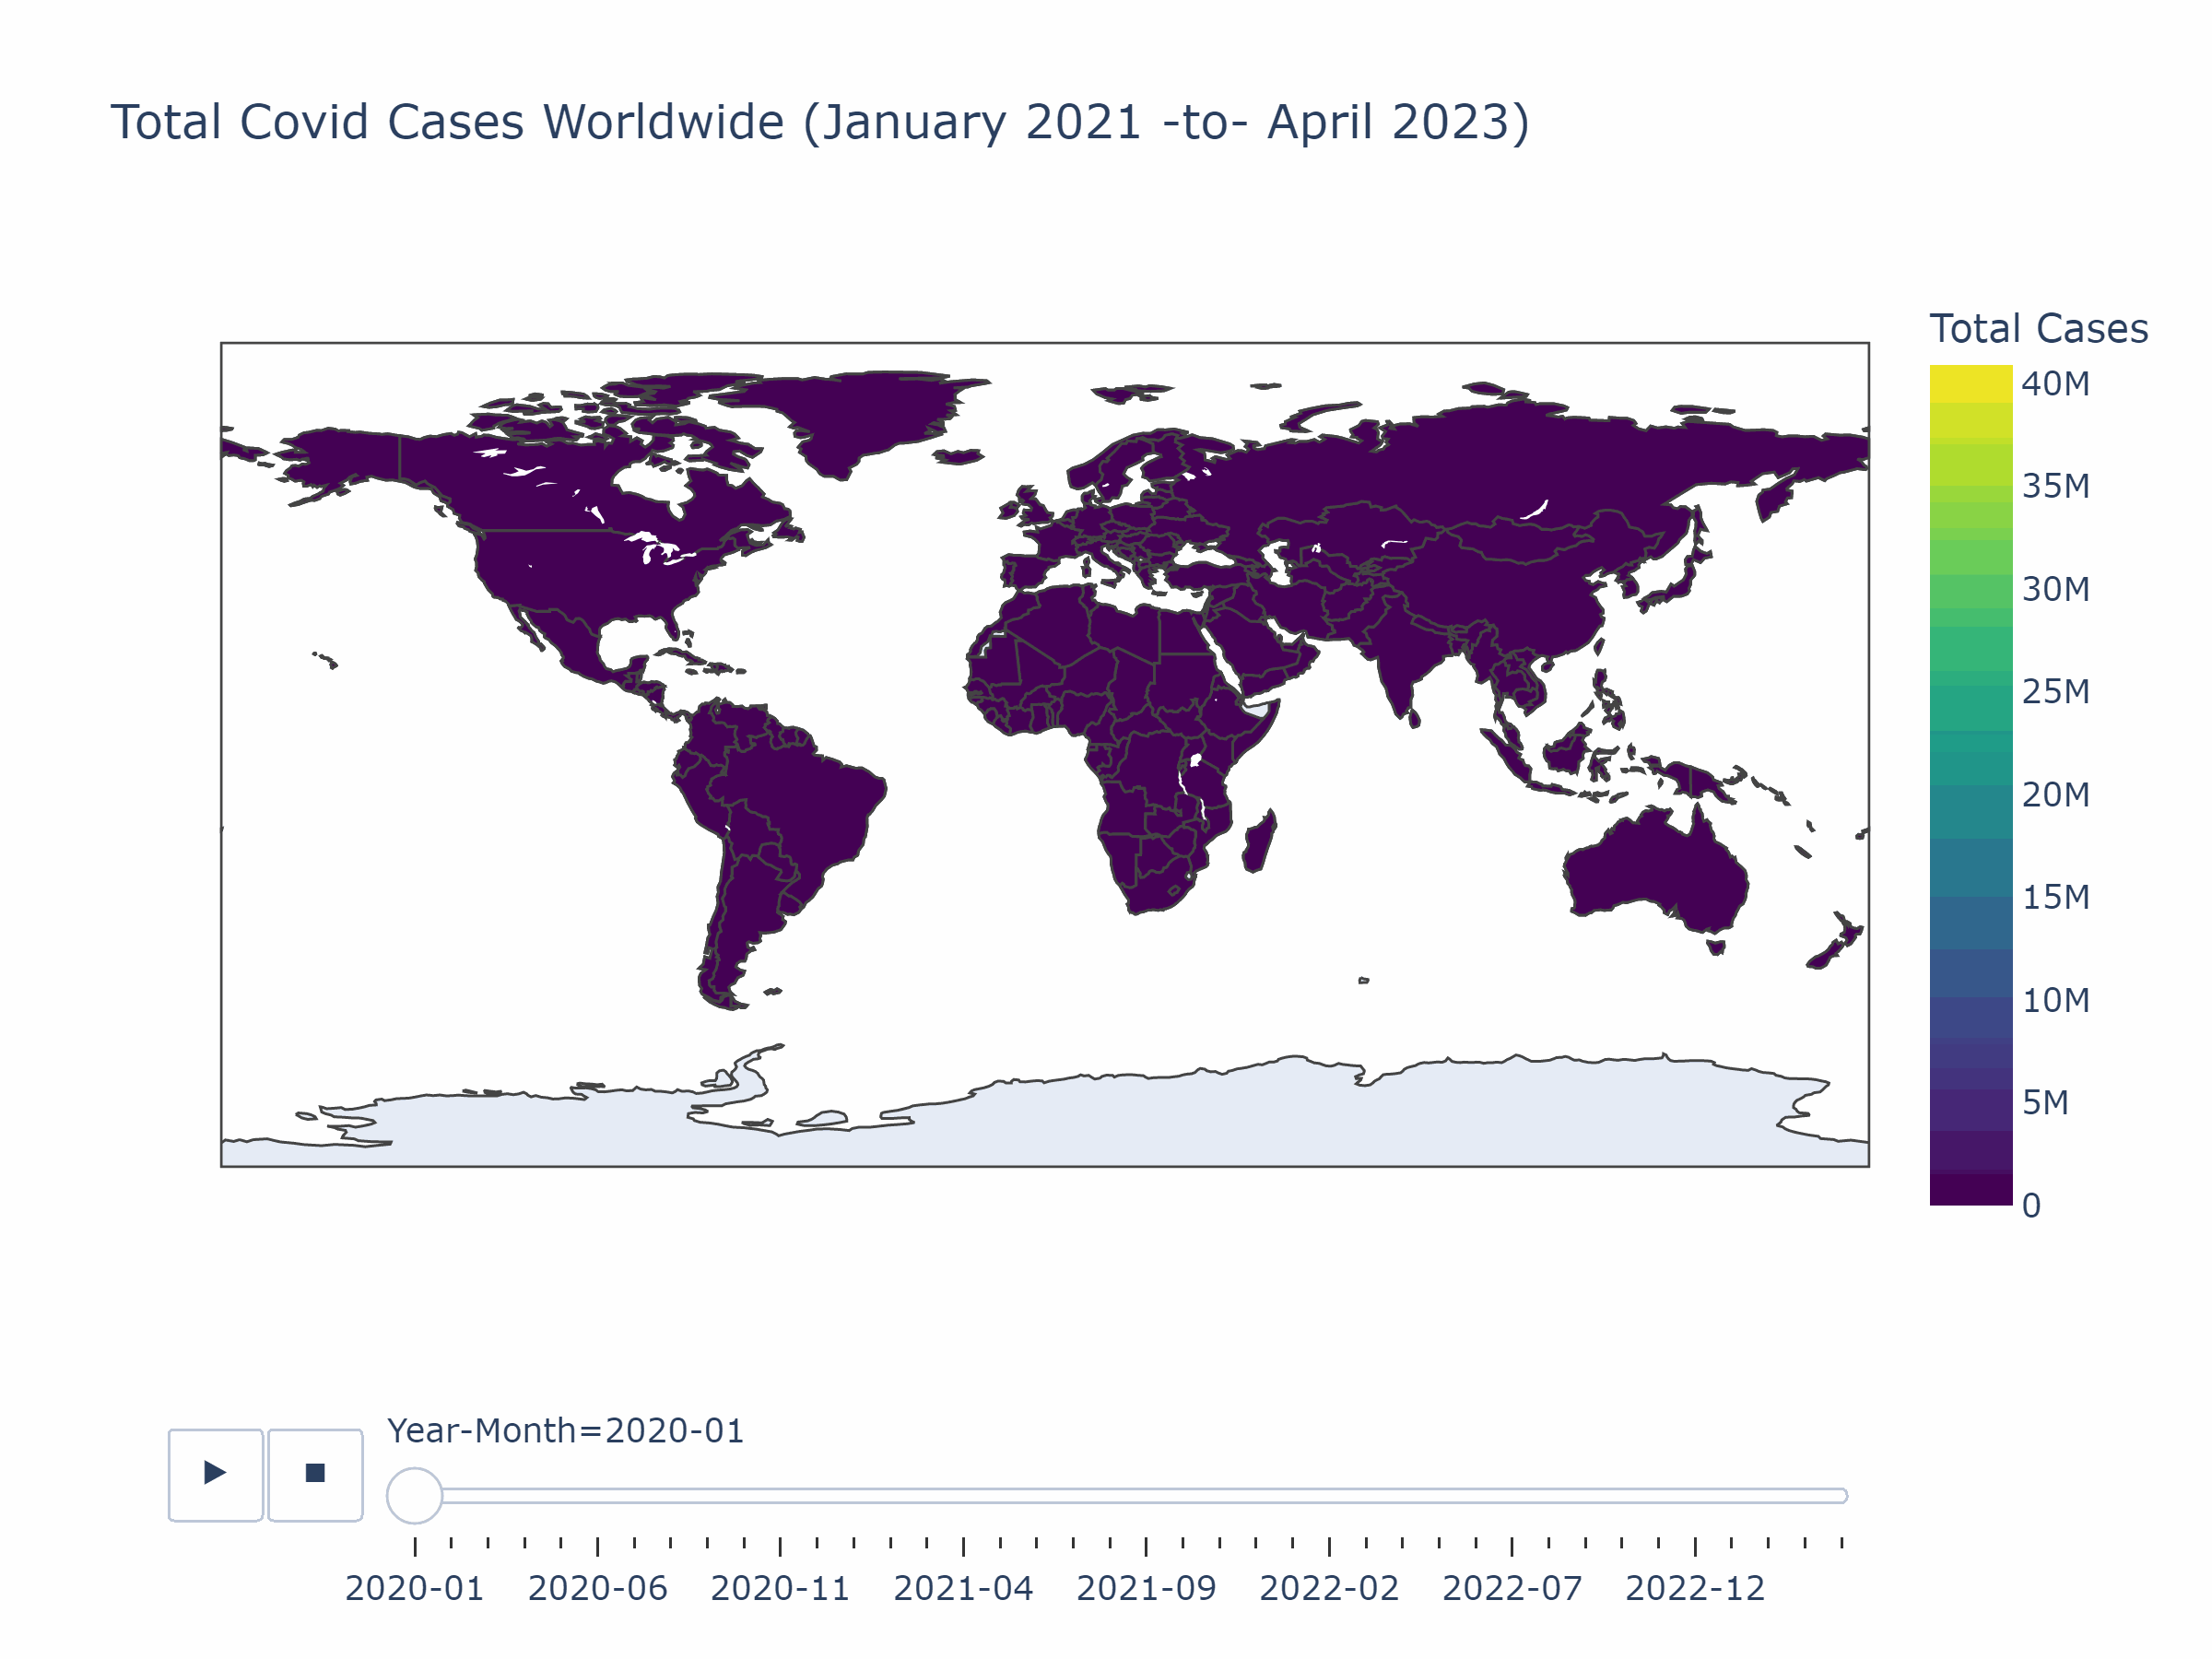 Total Covid Cases Worldwide (January 2021 -to- April 2023)
Total Cases
40M
35M
30M
25M
20M
15M
10M
5M
0
Year-Month=2020-01
2020-01 2020-06 2020-11 2021-04 2021-09 2022-02 2022-07 2022-12